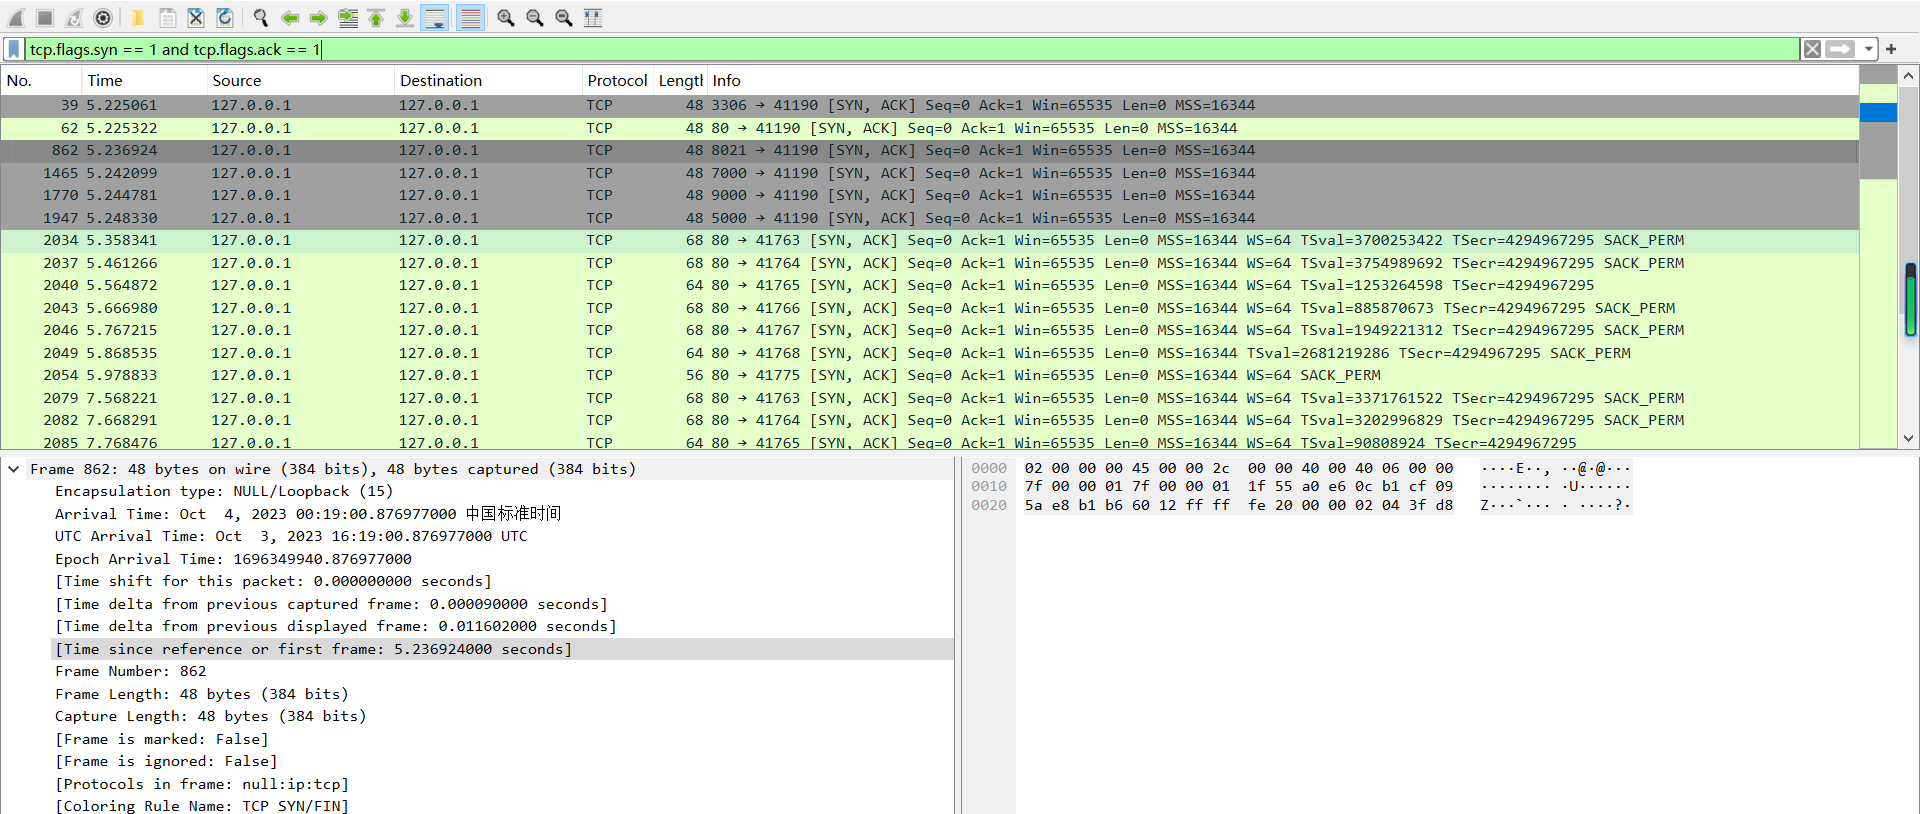 tcp.flags.syn == 1 and tcp.flags.ack == 1
No. Time Source Destination Protocol Lengtl Info
39 5.225061 127.0.0.1 127.0.0.1 TCP 48 3306 → 41190 [SYN, ACK] Seq=0 Ack=1 Win=65535 Len=0 MSS=16344
62 5.225322 127.0.0.1 127.0.0.1 TCP 48 80 → 41190 [SYN, ACK] Seq=0 Ack=1 Win=65535 Len=0 MSS=16344
862 5.236924 127.0.0.1 127.0.0.1 TCP 48 8021 → 41190 [SYN, ACK] Seq=0 Ack=1 Win=65535 Len=0 MSS=16344
1465 5.242099 127.0.0.1 127.0.0.1 TCP 48 7000 → 41190 [SYN, ACK] Seq=0 Ack=1 Win=65535 Len=0 MSS=16344
1770 5.244781 127.0.0.1 127.0.0.1 TCP 48 9000 → 41190 [SYN, ACK] Seq=0 Ack=1 Win=65535 Len=0 MSS=16344
1947 5.248330 127.0.0.1 127.0.0.1 TCP 48 5000 → 41190 [SYN, ACK] Seq=0 Ack=1 Win=65535 Len=0 MSS=16344
2034 5.358341 127.0.0.1 127.0.0.1 TCP 68 80 → 41763 [SYN, ACK] Seq=0 Ack=1 Win=65535 Len=0 MSS=16344 WS=64 TSval=3700253422 TSecr=4294967295 SACK_PERM
2037 5.461266 127.0.0.1 127.0.0.1 TCP 68 80 → 41764 [SYN, ACK] Seq=0 Ack=1 Win=65535 Len=0 MSS=16344 WS=64 TSval=3754989692 TSecr=4294967295 SACK_PERM
2040 5.564872 127.0.0.1 127.0.0.1 TCP 64 80 → 41765 [SYN, ACK] Seq=0 Ack=1 Win=65535 Len=0 MSS=16344 WS=64 TSval=1253264598 TSecr=4294967295
2043 5.666980 127.0.0.1 127.0.0.1 TCP 68 80 → 41766 [SYN, ACK] Seq=0 Ack=1 Win=65535 Len=0 MSS=16344 WS=64 TSval=885870673 TSecr=4294967295 SACK_PERM
2046 5.767215 127.0.0.1 127.0.0.1 TCP 68 80 → 41767 [SYN, ACK] Seq=0 Ack=1 Win=65535 Len=0 MSS=16344 WS=64 TSval=1949221312 TSecr=4294967295 SACK_PERM
2049 5.868535 127.0.0.1 127.0.0.1 TCP 64 80 → 41768 [SYN, ACK] Seq=0 Ack=1 Win=65535 Len=0 MSS=16344 TSval=2681219286 TSecr=4294967295 SACK_PERM
2054 5.978833 127.0.0.1 127.0.0.1 TCP 56 80 → 41775 [SYN, ACK] Seq=0 Ack=1 Win=65535 Len=0 MSS=16344 WS=64 SACK_PERM
2079 7.568221 127.0.0.1 127.0.0.1 TCP 68 80 → 41763 [SYN, ACK] Seq=0 Ack=1 Win=65535 Len=0 MSS=16344 WS=64 TSval=3371761522 TSecr=4294967295 SACK_PERM
2082 7.668291 127.0.0.1 127.0.0.1 TCP 68 80 → 41764 [SYN, ACK] Seq=0 Ack=1 Win=65535 Len=0 MSS=16344 WS=64 TSval=3202996829 TSecr=4294967295 SACK_PERM
2085 7.768476 127.0.0.1 127.0.0.1 TCP 64 80 → 41765 [SYN, ACK] Seq=0 Ack=1 Win=65535 Len=0 MSS=16344 WS=64 TSval=90808924 TSecr=4294967295
Frame 862: 48 bytes on wire (384 bits), 48 bytes captured (384 bits)
Encapsulation type: NULL/Loopback (15)
Arrival Time: Oct  4, 2023 00:19:00.876977000 中国标准时间
UTC Arrival Time: Oct  3, 2023 16:19:00.876977000 UTC
Epoch Arrival Time: 1696349940.876977000
[Time shift for this packet: 0.000000000 seconds]
[Time delta from previous captured frame: 0.000090000 seconds]
[Time delta from previous displayed frame: 0.011602000 seconds]
[Time since reference or first frame: 5.236924000 seconds]
Frame Number: 862
Frame Length: 48 bytes (384 bits)
Capture Length: 48 bytes (384 bits)
[Frame is marked: False]
[Frame is ignored: False]
[Protocols in frame: null:ip:tcp]
[Coloring Rule Name: TCP SYN/FIN]
0000 02 00 00 00 45 00 00 2c 00 00 40 00 40 06 00 00 ····E··, ··@·@···
0010 7f 00 00 01 7f 00 00 01 1f 55 a0 e6 0c b1 cf 09 ········ ·U······
0020 5a e8 b1 b6 60 12 ff ff fe 20 00 00 02 04 3f d8 Z···`··· · ····?·